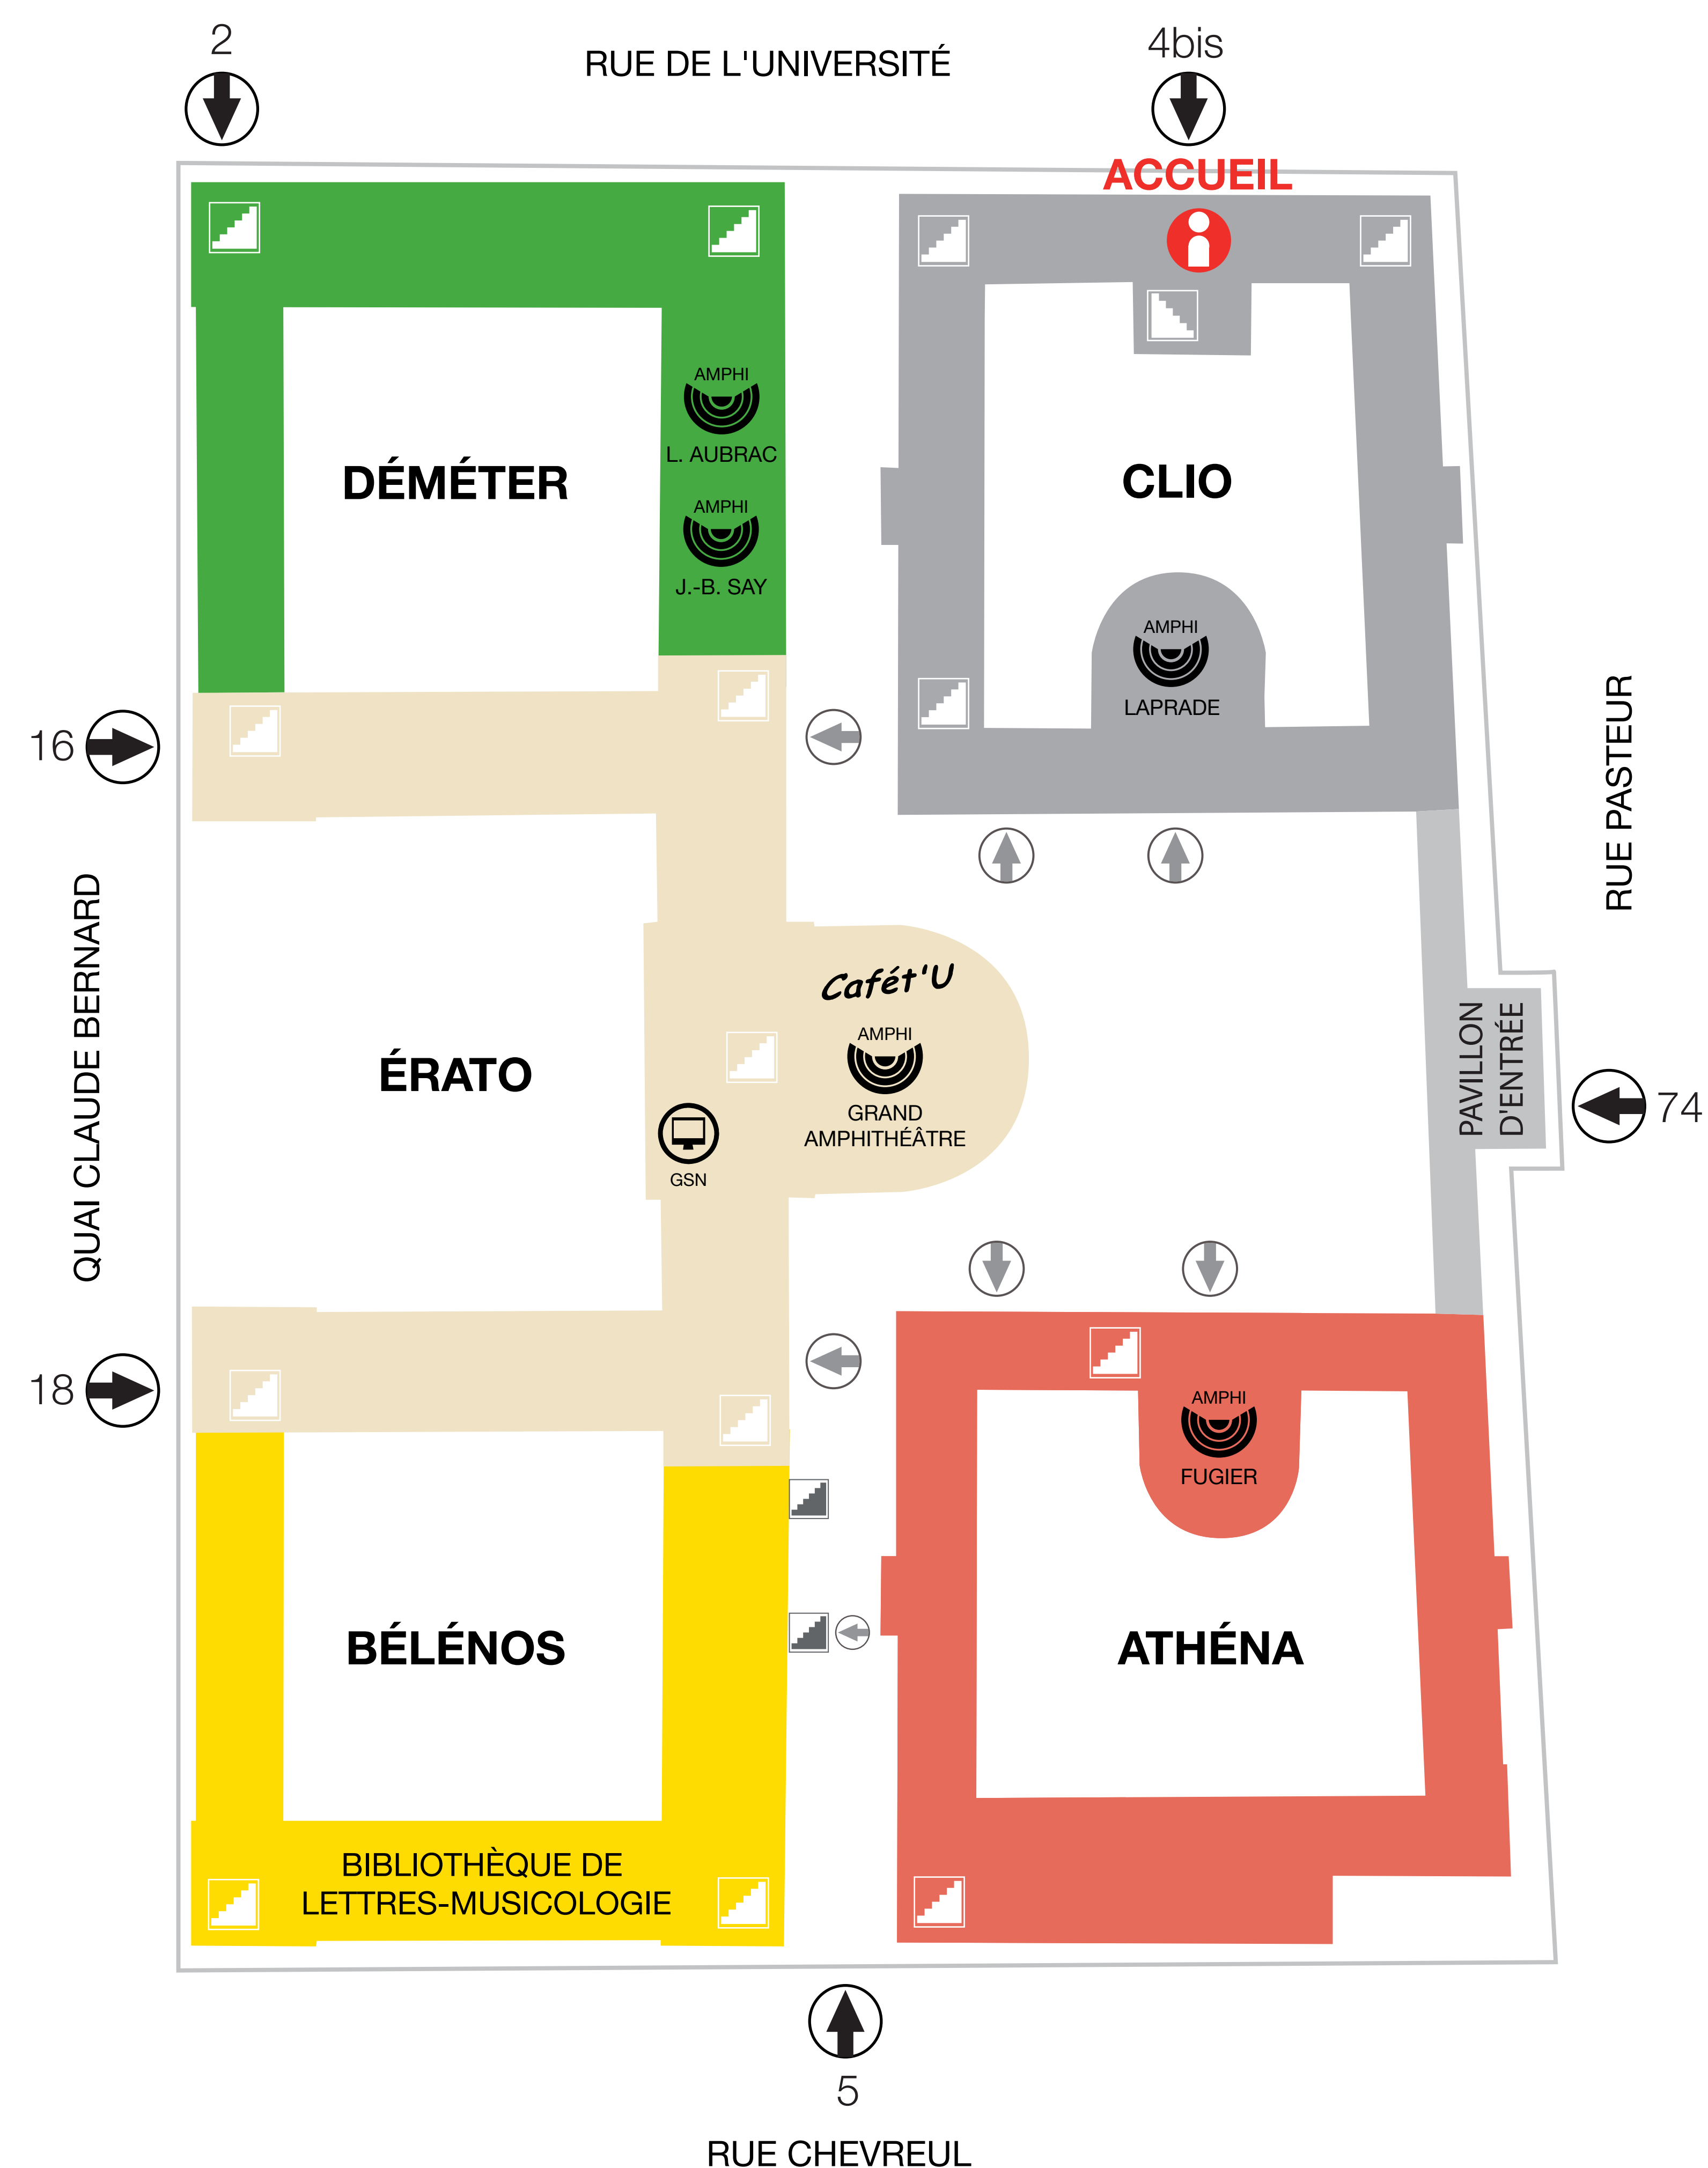 2
RUE DE L'UNIVERSITÉ
4bis
ACCUEIL
AMPHI
L. AUBRAC
DÉMÉTER
CLIO
AMPHI
J.-B. SAY
AMPHI
LAPRADE
16
RUE PASTEUR
QUAI CLAUDE BERNARD
Cafét'U
ÉRATO
AMPHI
GRAND
AMPHITHÉÂTRE
GSN
PAVILLON
D'ENTRÉE
74
18
AMPHI
FUGIER
BÉLÉNOS
ATHÉNA
BIBLIOTHÈQUE DE
LETTRES-MUSICOLOGIE
5
RUE CHEVREUL